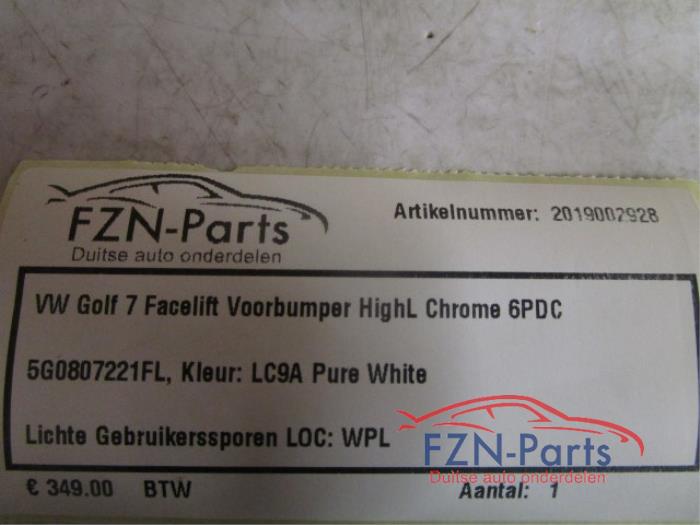 FZN-Parts
Duitse auto onderdelen
Artikelnummer: 2019002928
VW Golf 7 Facelift Voorbumper HighL Chrome 6PDC
5G0807221FL, Kleur: LC9A Pure White
Lichte Gebruikerssporen LOC: WPL
FZN-Parts
Duitse auto onderdelen
€ 349.00 BTW Aantal: 1